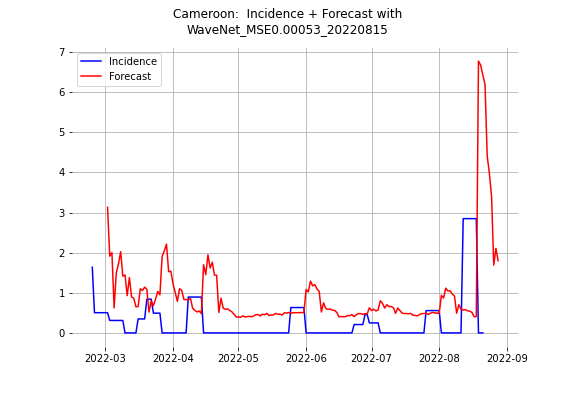 Cameroon:  Incidence + Forecast with
WaveNet_MSE0.00053_20220815
Incidence
Forecast
7
6
5
4
3
2
1
0
2022-03 2022-04 2022-05 2022-06 2022-07 2022-08 2022-09